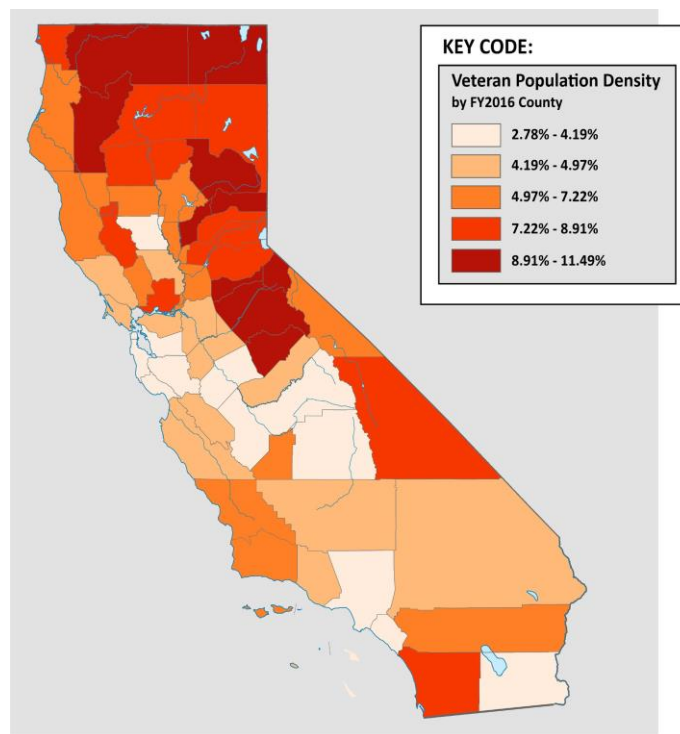 KEY CODE:
Veteran Population Density
by FY2016 County
2.78% - 4.19%
4.19% - 4.97%
4.97% - 7.22%
7.22% - 8.91%
8.91% - 11.49%